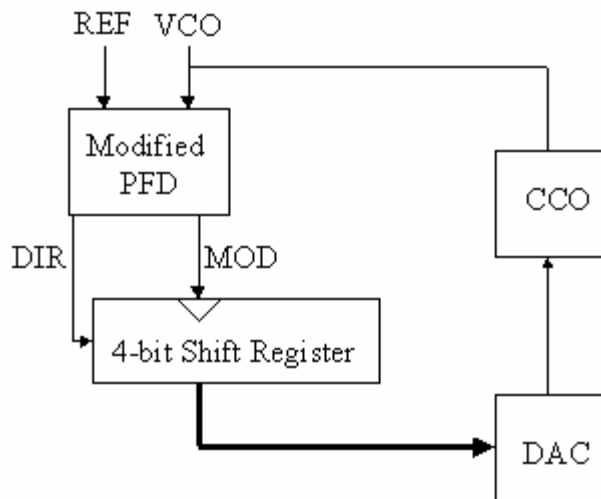 REF VCO
Modified
PFD
CCO
DIR
MOD
4-bit Shift Register
DAC